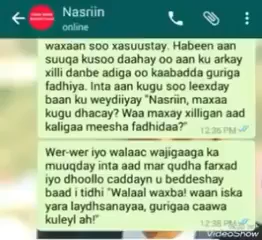 Nasriin
online
waxaan soo xasuustay. Habeen aan
suuqa kusoo daahay oo aan ku arkay
xilli danbe adiga oo kaabadda guriga
fadhiya. Inta aan kugu soo leexday
baan ku weydiiyay "Nasriin, maxaa
kugu dhacay? Waa maxay xilligan aad
kaligaa meesha fadhidaa?"
12:36 PM
Wer-wer iyo walaac wajigaaga ka
muuqday inta aad mar qudha farxad
iyo dhoollo caddayn u beddeshay
baad i tidhi "Walaal waxba! waan iska
yara laydhsanayaa, gurigaa caawa
kuleyl ah!"
12:38 PM
VideoShow